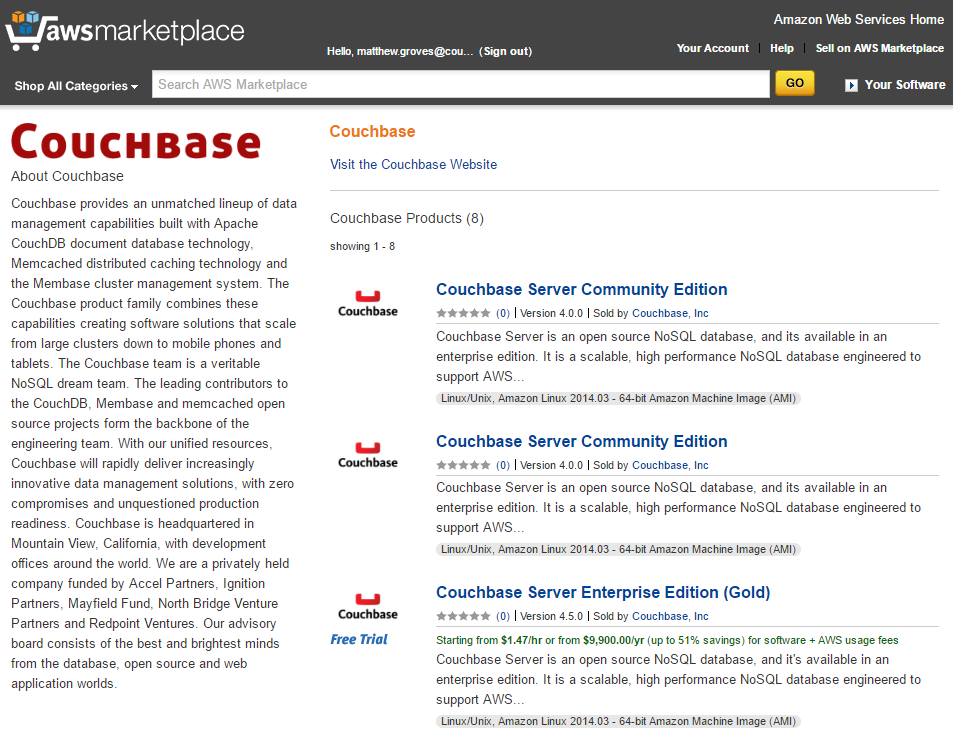 awsmarketplace
Amazon Web Services Home
Hello, matthew.groves@cou... (Sign out)
Your Account
Help
Sell on AWS Marketplace
Shop All Categories
Search AWS Marketplace
GO
Your Software
Couchbase
About Couchbase
Couchbase provides an unmatched lineup of data
management capabilities built with Apache
CouchDB document database technology,
Memcached distributed caching technology and
the Membase cluster management system. The
Couchbase product family combines these
capabilities creating software solutions that scale
from large clusters down to mobile phones and
tablets. The Couchbase team is a veritable
NoSQL dream team. The leading contributors to
the CouchDB, Membase and memcached open
source projects form the backbone of the
engineering team. With our unified resources,
Couchbase will rapidly deliver increasingly
innovative data management solutions, with zero
compromises and unquestioned production
readiness. Couchbase is headquartered in
Mountain View, California, with development
offices around the world. We are a privately held
company funded by Accel Partners, Ignition
Partners, Mayfield Fund, North Bridge Venture
Partners and Redpoint Ventures. Our advisory
board consists of the best and brightest minds
from the database, open source and web
application worlds.
Couchbase
Visit the Couchbase Website
Couchbase Products (8)
showing 1 - 8
Couchbase
Couchbase Server Community Edition
(0) | Version 4.0.0 | Sold by Couchbase, Inc
Couchbase Server is an open source NoSQL database, and its available in an
enterprise edition. It is a scalable, high performance NoSQL database engineered to
support AWS...
Linux/Unix, Amazon Linux 2014.03 - 64-bit Amazon Machine Image (AMI)
Couchbase
Couchbase Server Community Edition
(0) | Version 4.0.0 | Sold by Couchbase, Inc
Couchbase Server is an open source NoSQL database, and its available in an
enterprise edition. It is a scalable, high performance NoSQL database engineered to
support AWS...
Linux/Unix, Amazon Linux 2014.03 - 64-bit Amazon Machine Image (AMI)
Couchbase
Free Trial
Couchbase Server Enterprise Edition (Gold)
(0) | Version 4.5.0 | Sold by Couchbase, Inc
Starting from $1.47/hr or from $9,900.00/yr (up to 51% savings) for software + AWS usage fees
Couchbase Server is an open source NoSQL database, and it's available in an
enterprise edition. It is a scalable, high performance NoSQL database engineered to
support AWS...
Linux/Unix, Amazon Linux 2014.03 - 64-bit Amazon Machine Image (AMI)